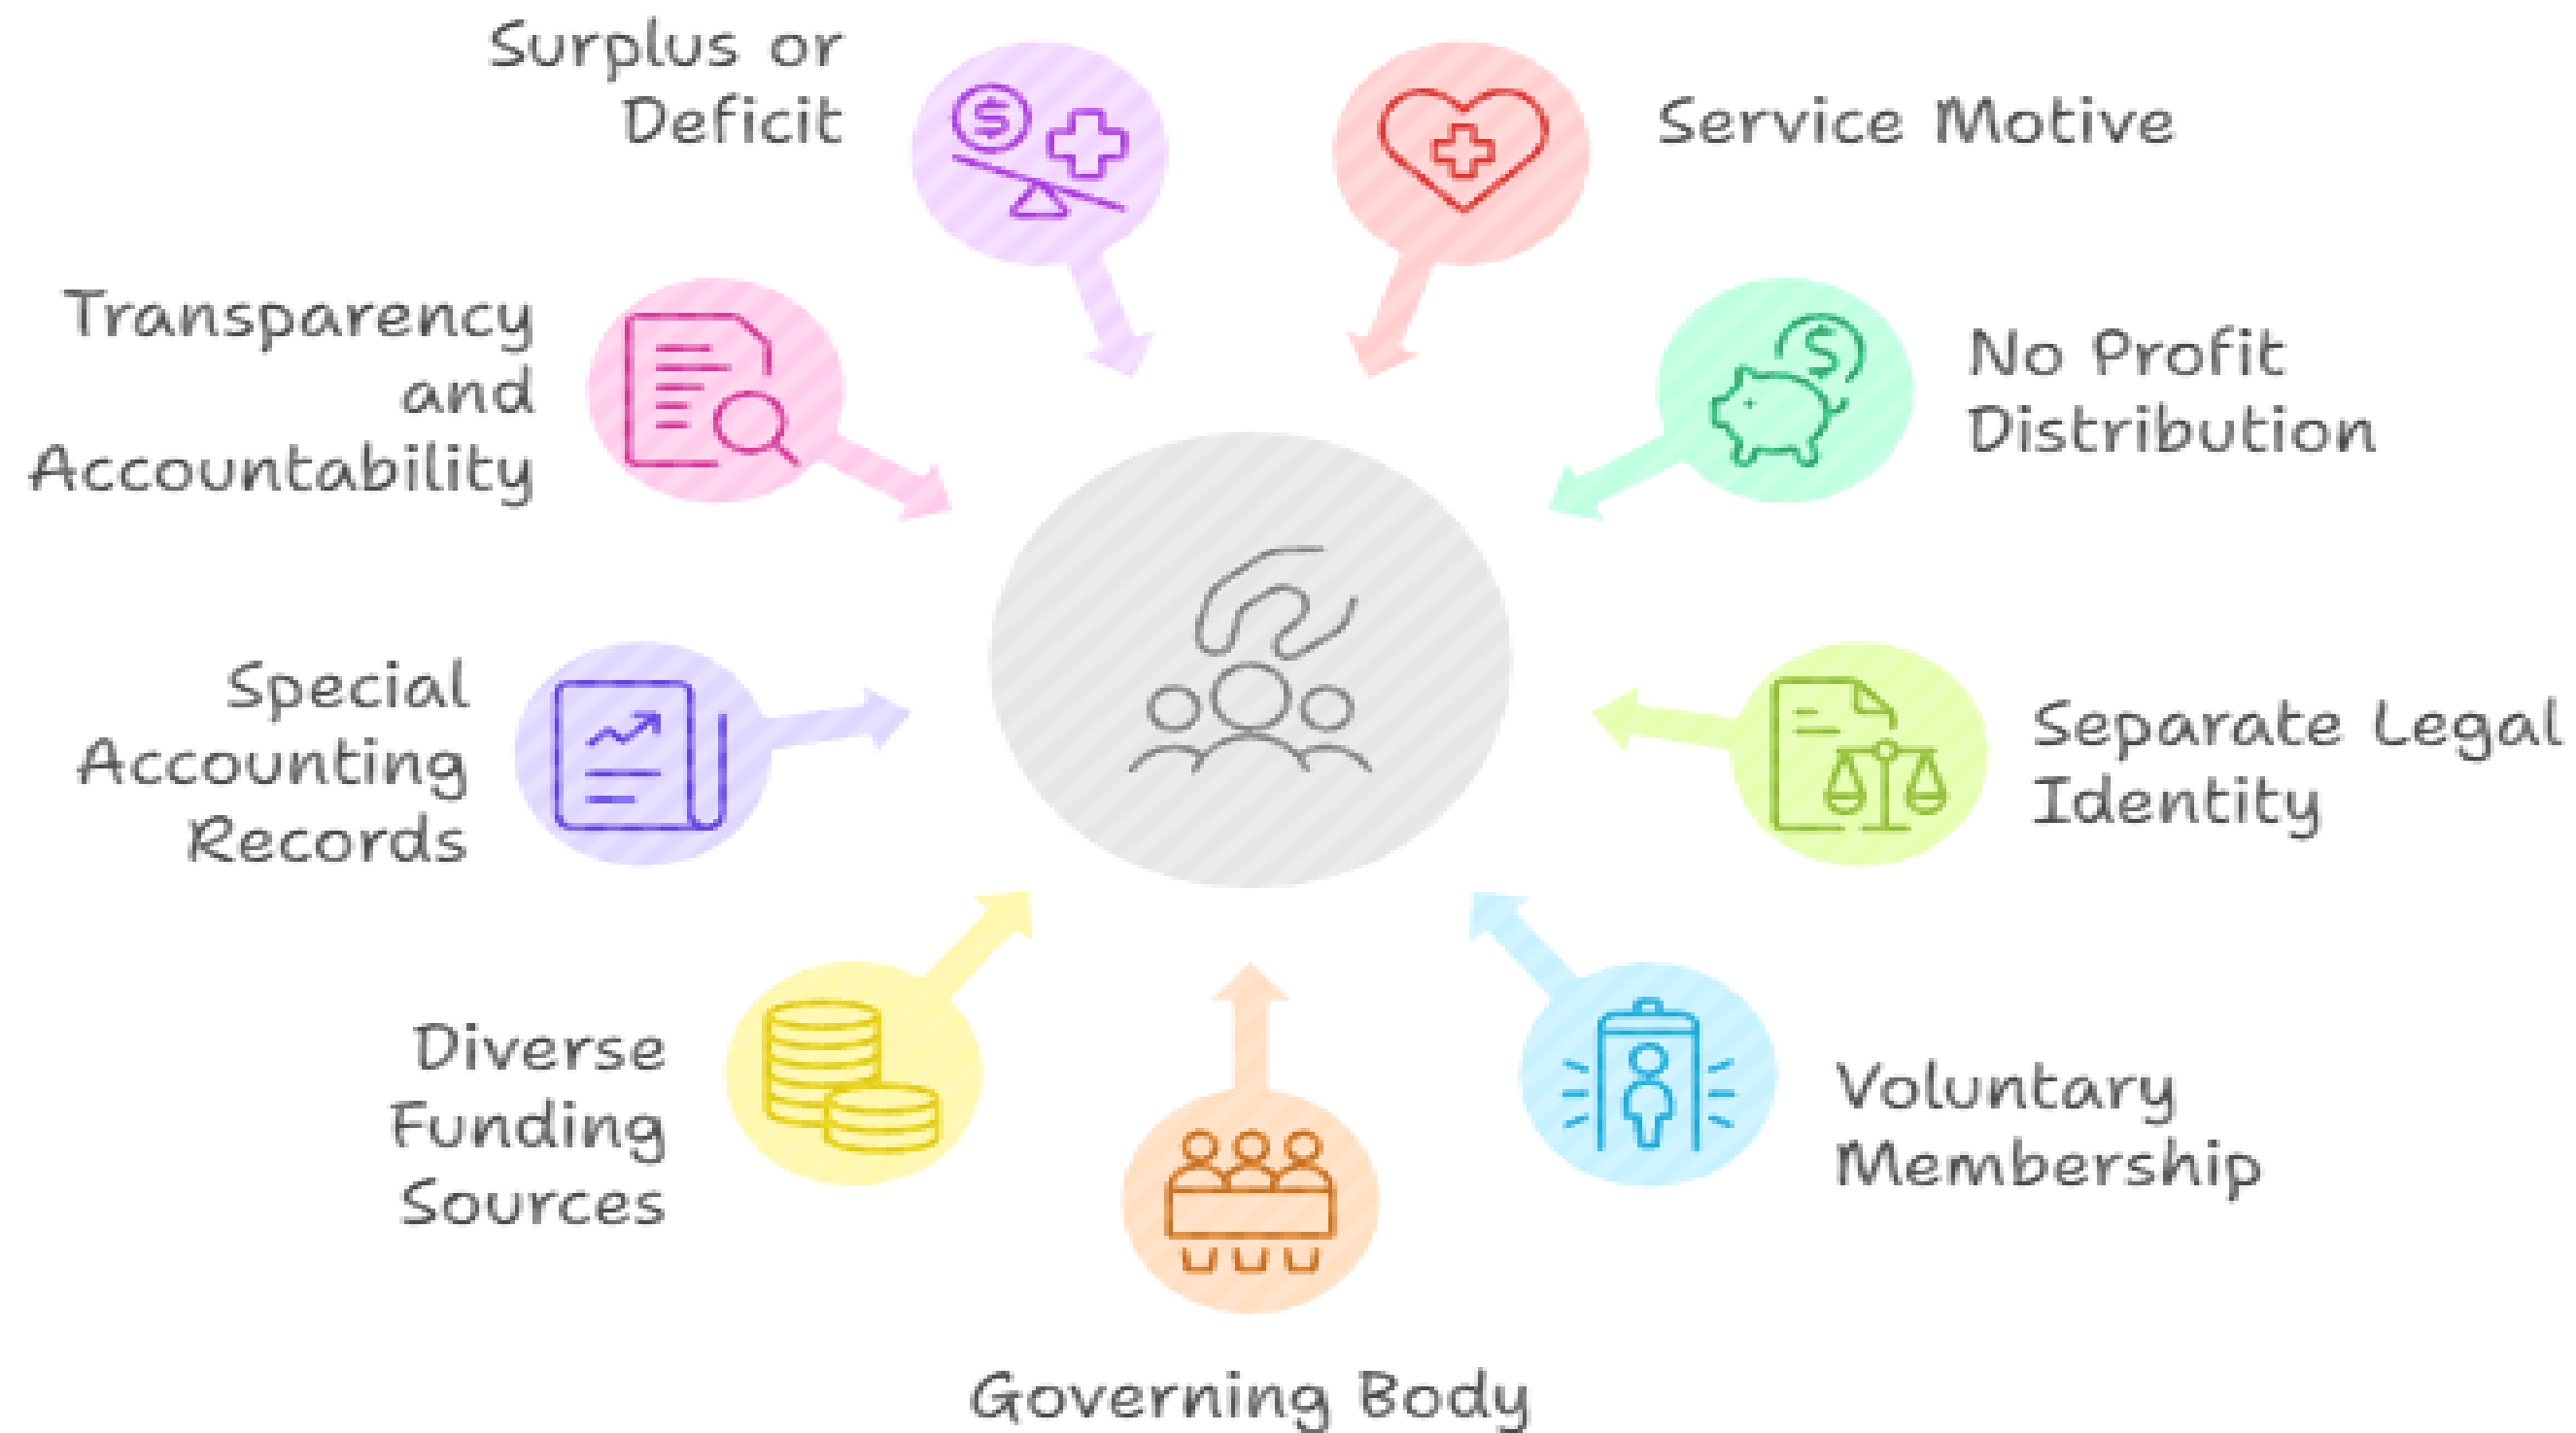 Surplus or
Deficit
Service Motive
Transparency
and
Accountability
No Profit
Distribution
Special
Accounting
Records
Separate Legal
Identity
Diverse
Funding
Sources
Voluntary
Membership
Governing Body